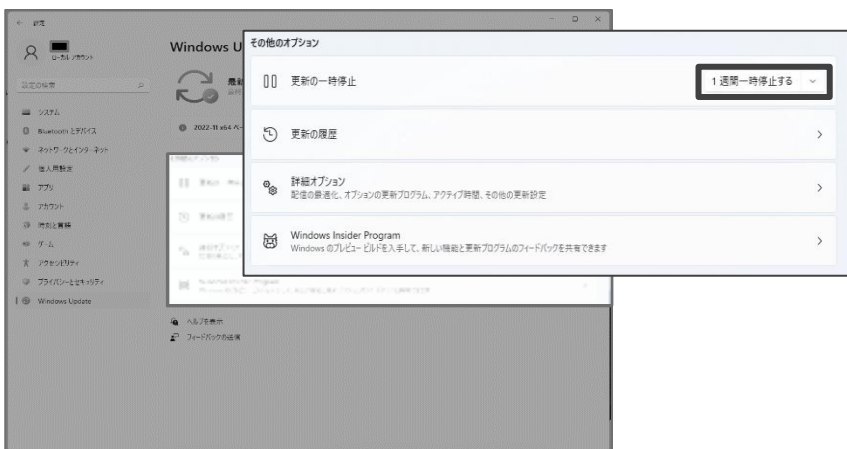 設定
ローカル アカウント
設定の検索
システム
Bluetooth とデバイス
ネットワークとインターネット
個人用設定
アプリ
アカウント
時刻と言語
ゲーム
アクセシビリティ
プライバシーとセキュリティ
Windows Update
Windows U
最新
2022-11 x64 ベー
その他のオプション
更新の一時停止
1 週間一時停止する
更新の履歴
詳細オプション
配信の最適化、オプションの更新プログラム、アクティブ時間、その他の更新設定
Windows Insider Program
Windows のプレビュー ビルドを入手して、新しい機能と更新プログラムのフィードバックを共有できます
ヘルプを表示
フィードバックの送信